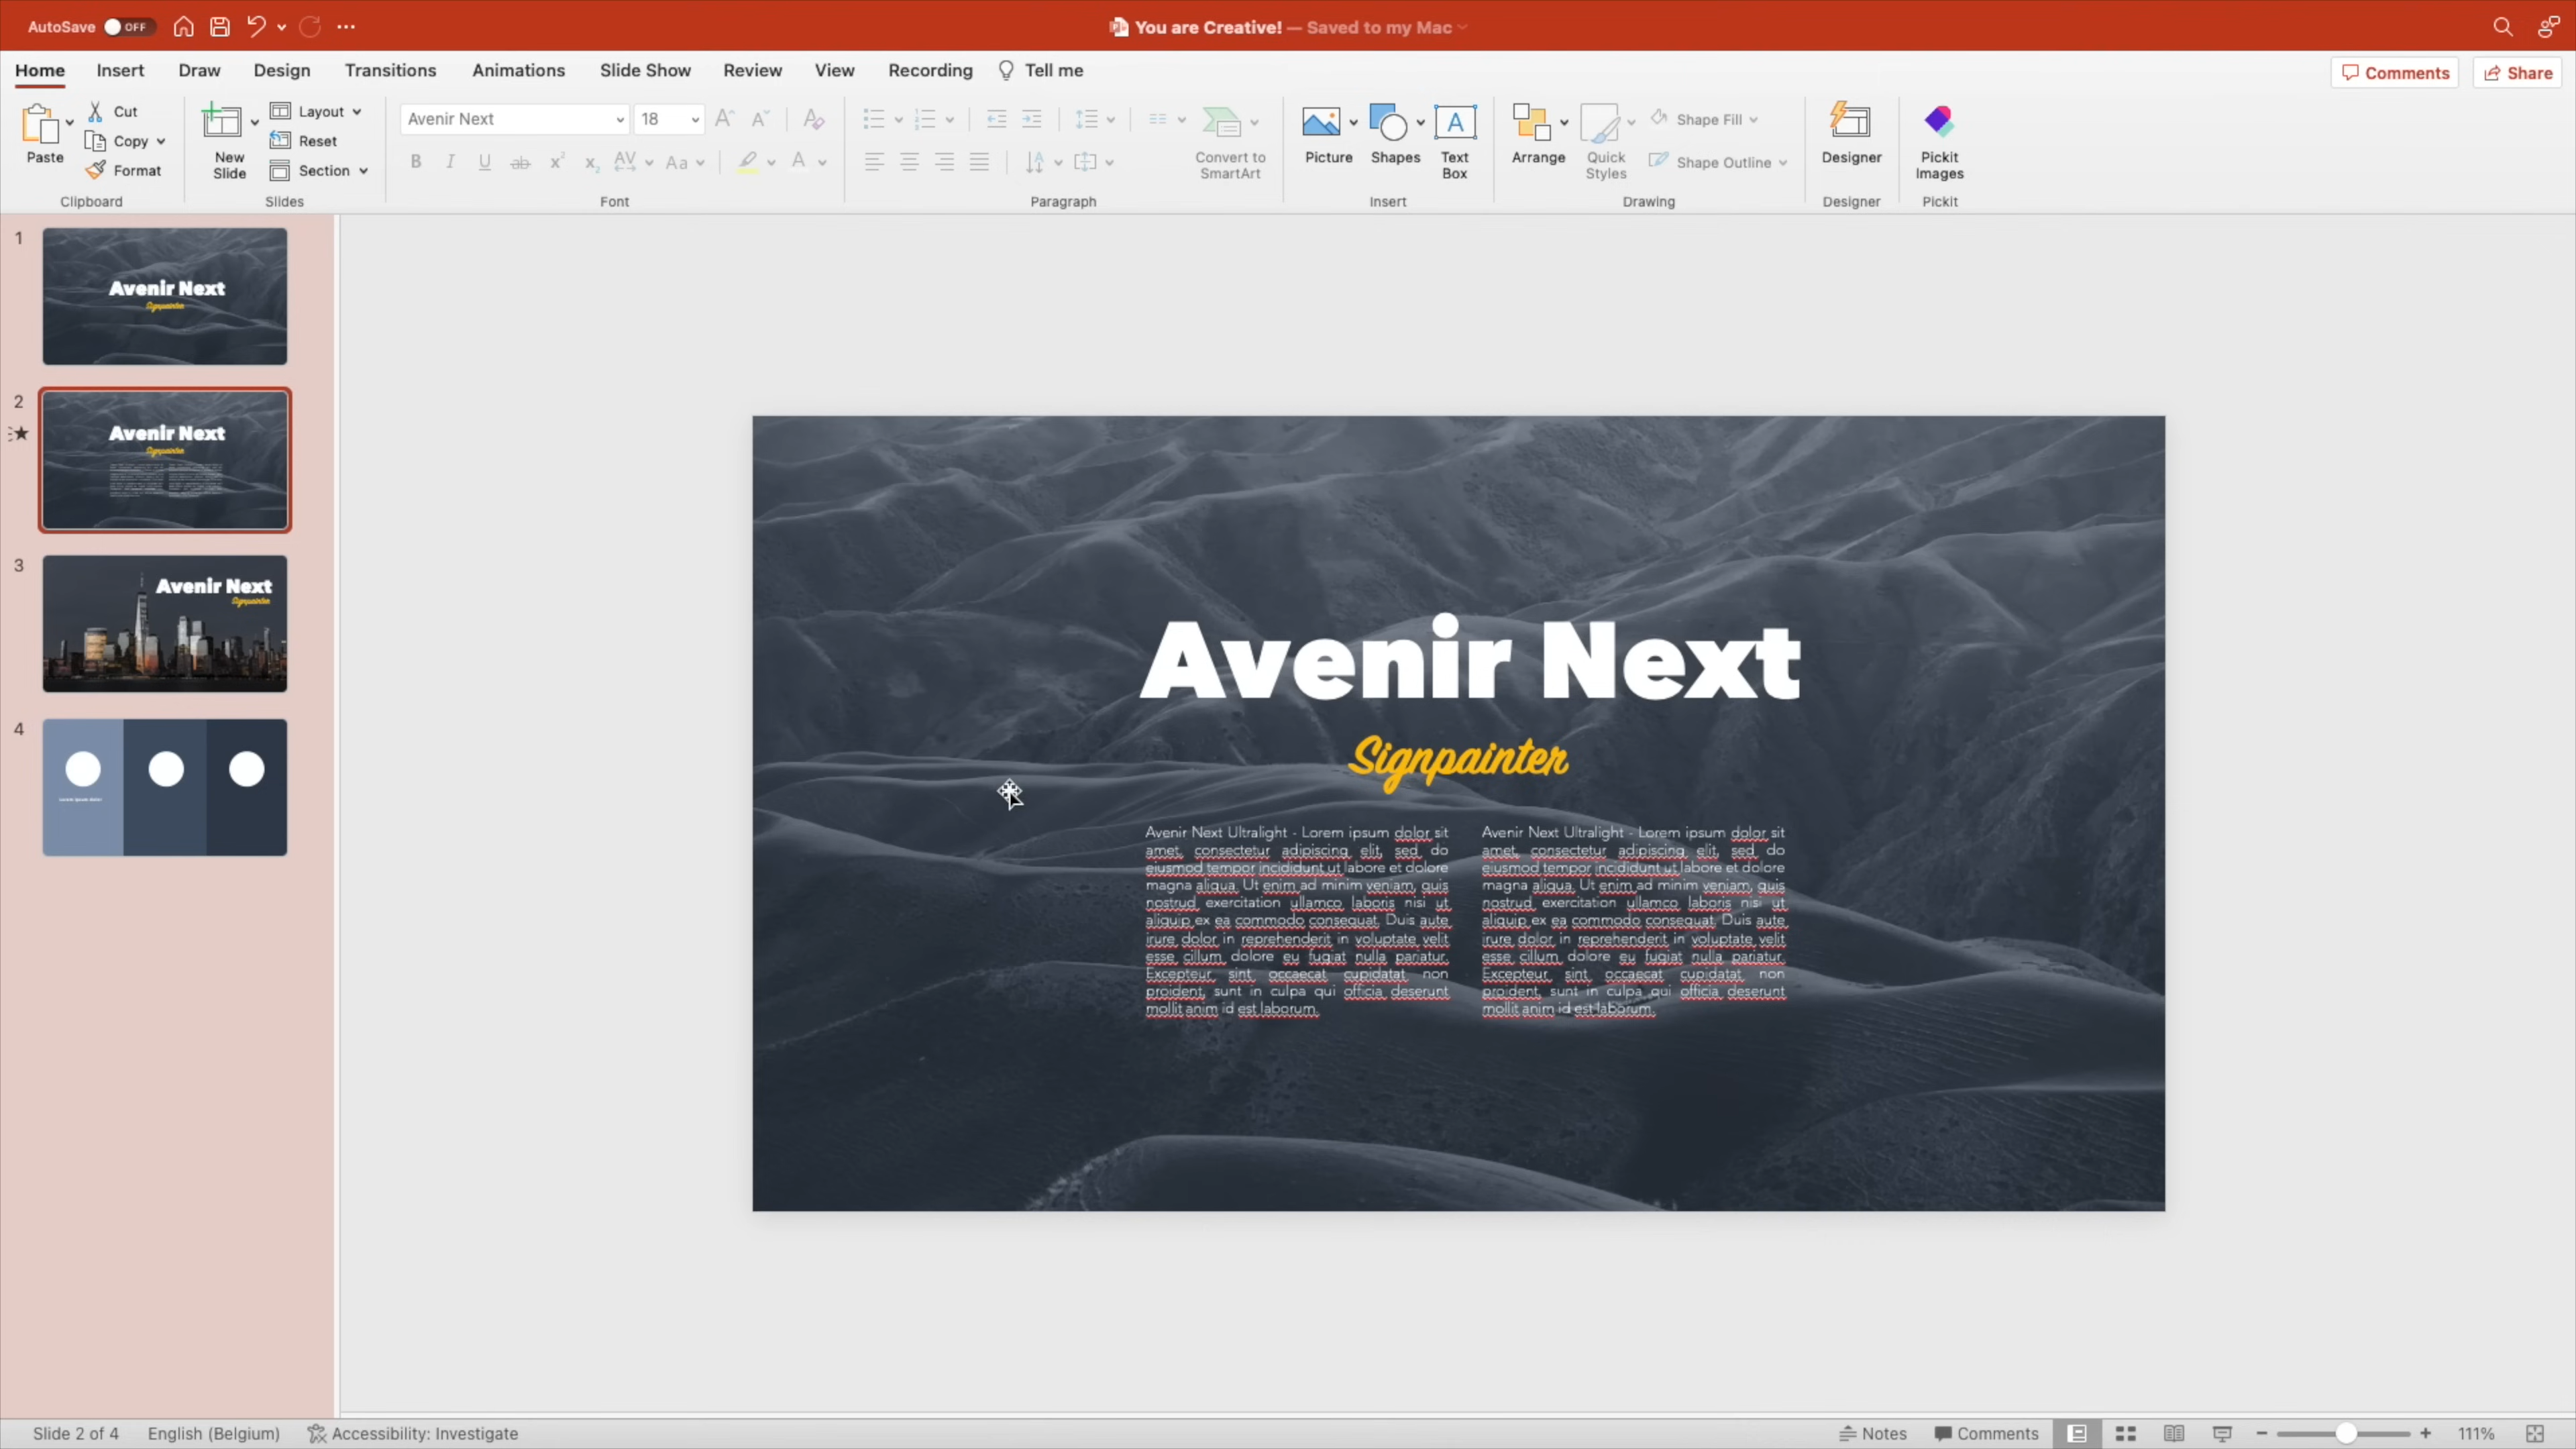 AutoSave OFF
You are Creative! — Saved to my Mac
Home Insert Draw Design Transitions Animations Slide Show Review View Recording Tell me
Comments Share
Paste
Cut
Copy
Format
Clipboard
New
Slide
Layout
Reset
Section
Slides
Avenir Next 18
Font
Paragraph
Convert to
SmartArt
Picture
Shapes
Text
Box
Insert
Arrange
Quick
Styles
Shape Fill
Shape Outline
Drawing
Designer
Designer
Pickit
Images
Pickit
1
Avenir Next
Signpainter
2
Avenir Next
Signpainter
3
Avenir Next
Signpainter
4
Lorem ipsum dolor
Avenir Next
Signpainter
Avenir Next Ultralight - Lorem ipsum dolor sit
amet, consectetur adipiscing elit, sed do
eiusmod tempor incididunt ut labore et dolore
magna aliqua. Ut enim ad minim veniam, quis
nostrud exercitation ullamco laboris nisi ut
aliquip ex ea commodo consequat. Duis aute
irure dolor in reprehenderit in voluptate velit
esse cillum dolore eu fugiat nulla pariatur.
Excepteur sint occaecat cupidatat non
proident, sunt in culpa qui officia deserunt
mollit anim id est laborum.
Avenir Next Ultralight - Lorem ipsum dolor sit
amet, consectetur adipiscing elit, sed do
eiusmod tempor incididunt ut labore et dolore
magna aliqua. Ut enim ad minim veniam, quis
nostrud exercitation ullamco laboris nisi ut
aliquip ex ea commodo consequat. Duis aute
irure dolor in reprehenderit in voluptate velit
esse cillum dolore eu fugiat nulla pariatur.
Excepteur sint occaecat cupidatat non
proident, sunt in culpa qui officia deserunt
mollit anim id est laborum.
Slide 2 of 4 English (Belgium) Accessibility: Investigate
Notes Comments 111%